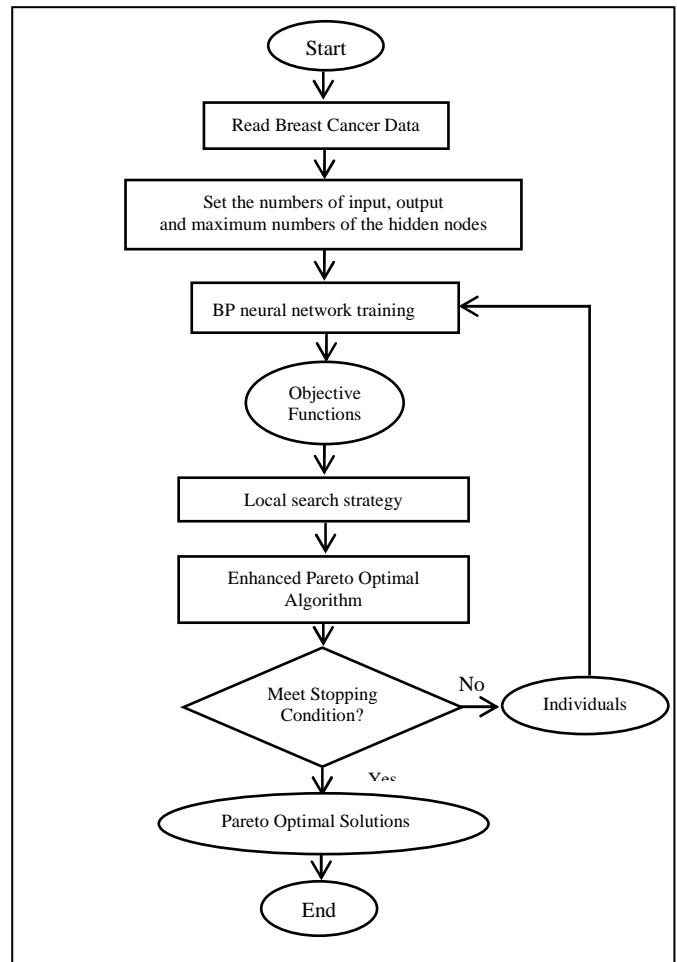 Start
Read Breast Cancer Data
Set the numbers of input, output
and maximum numbers of the hidden nodes
BP neural network training
Objective
Functions
Local search strategy
Enhanced Pareto Optimal
Algorithm
Meet Stopping
Condition?
No
Individuals
Yes
Pareto Optimal Solutions
End